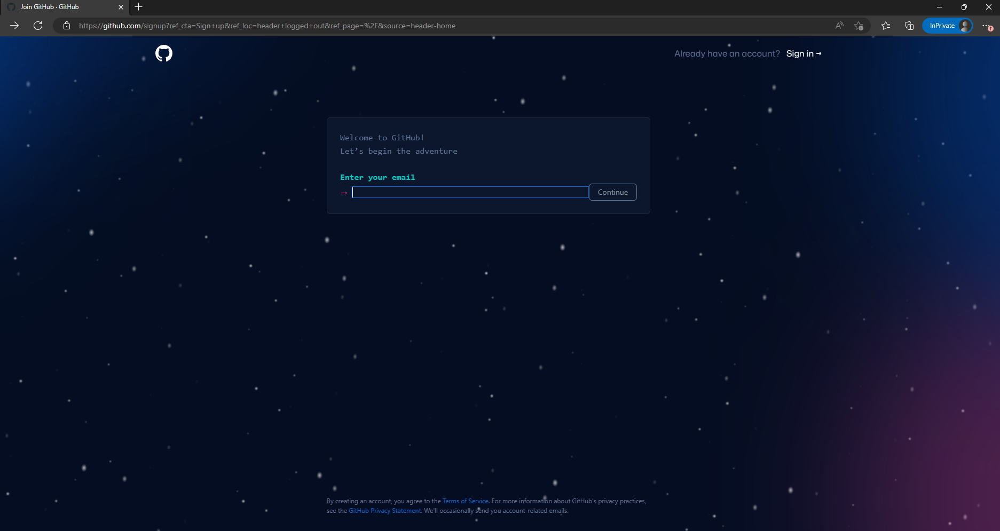 Join GitHub · GitHub
https://github.com/signup?ref_cta=Sign+up&ref_loc=header+logged+out&ref_page=%2F&source=header-home
InPrivate
Already have an account? Sign in →
Welcome to GitHub!
Let’s begin the adventure
Enter your email
→
Continue
By creating an account, you agree to the Terms of Service. For more information about GitHub's privacy practices,
see the GitHub Privacy Statement. We'll occasionally send you account-related emails.